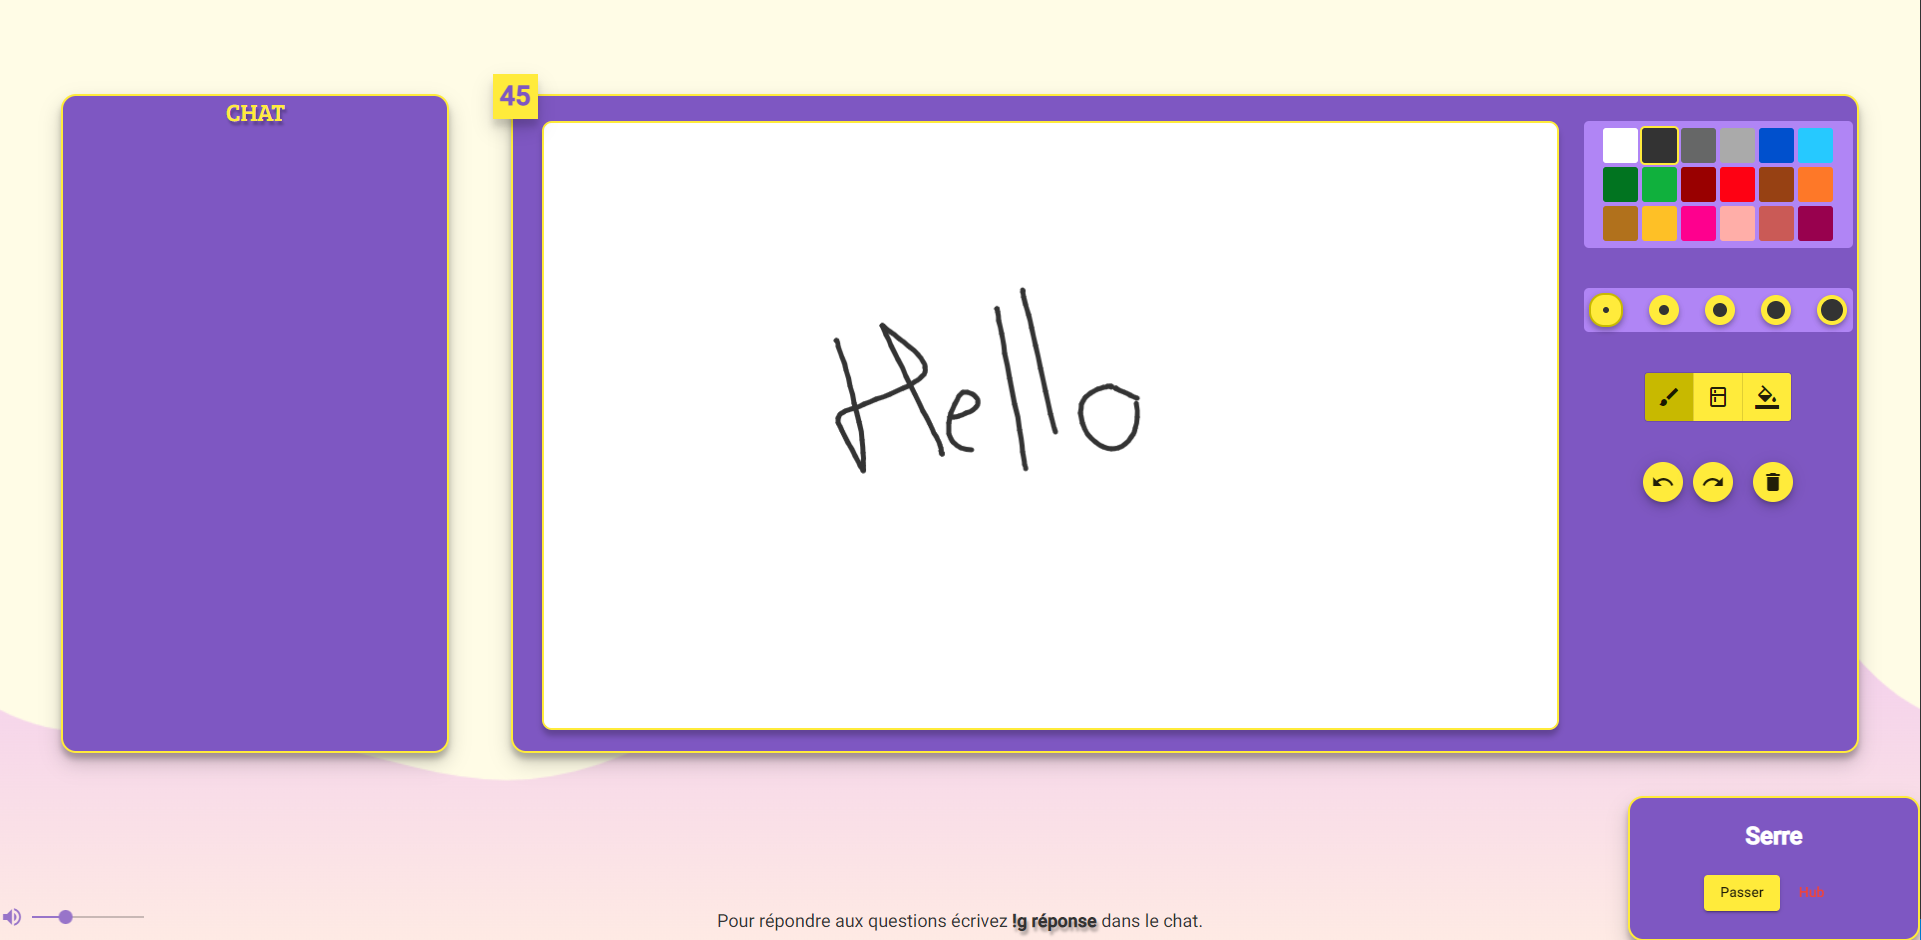 CHAT
45
Hello
Serre
Passer
Hub
Pour répondre aux questions écrivez !g réponse dans le chat.